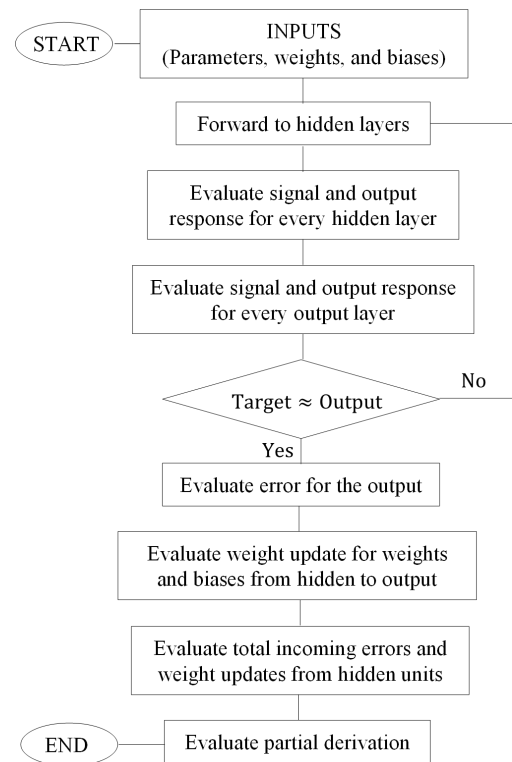 START
INPUTS
(Parameters, weights, and biases)
Forward to hidden layers
Evaluate signal and output
response for every hidden layer
Evaluate signal and output response
for every output layer
Target ≈ Output
No
Yes
Evaluate error for the output
Evaluate weight update for weights
and biases from hidden to output
Evaluate total incoming errors and
weight updates from hidden units
END
Evaluate partial derivation